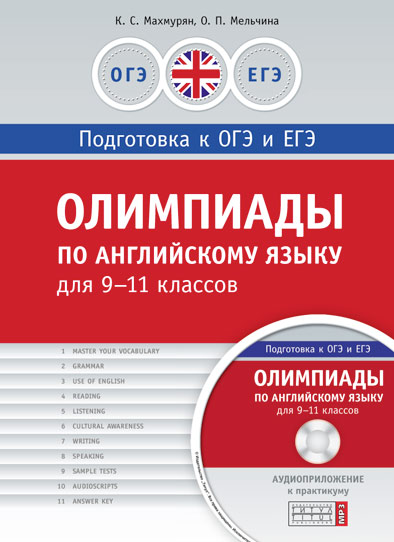 К. С. Махмурян, О. П. Мельчина
ОГЭ
ЕГЭ
Подготовка к ОГЭ и ЕГЭ
ОЛИМПИАДЫ
ПО АНГЛИЙСКОМУ ЯЗЫКУ
для 9–11 классов
1 MASTER YOUR VOCABULARY
2 GRAMMAR
3 USE OF ENGLISH
4 READING
5 LISTENING
6 CULTURAL AWARENESS
7 WRITING
8 SPEAKING
9 SAMPLE TESTS
10 AUDIOSCRIPTS
11 ANSWER KEY
Подготовка к ОГЭ и ЕГЭ
ОЛИМПИАДЫ
ПО АНГЛИЙСКОМУ ЯЗЫКУ
для 9–11 классов
АУДИОПРИЛОЖЕНИЕ
к практикуму
ТИТУЛ
TITUL
MP3